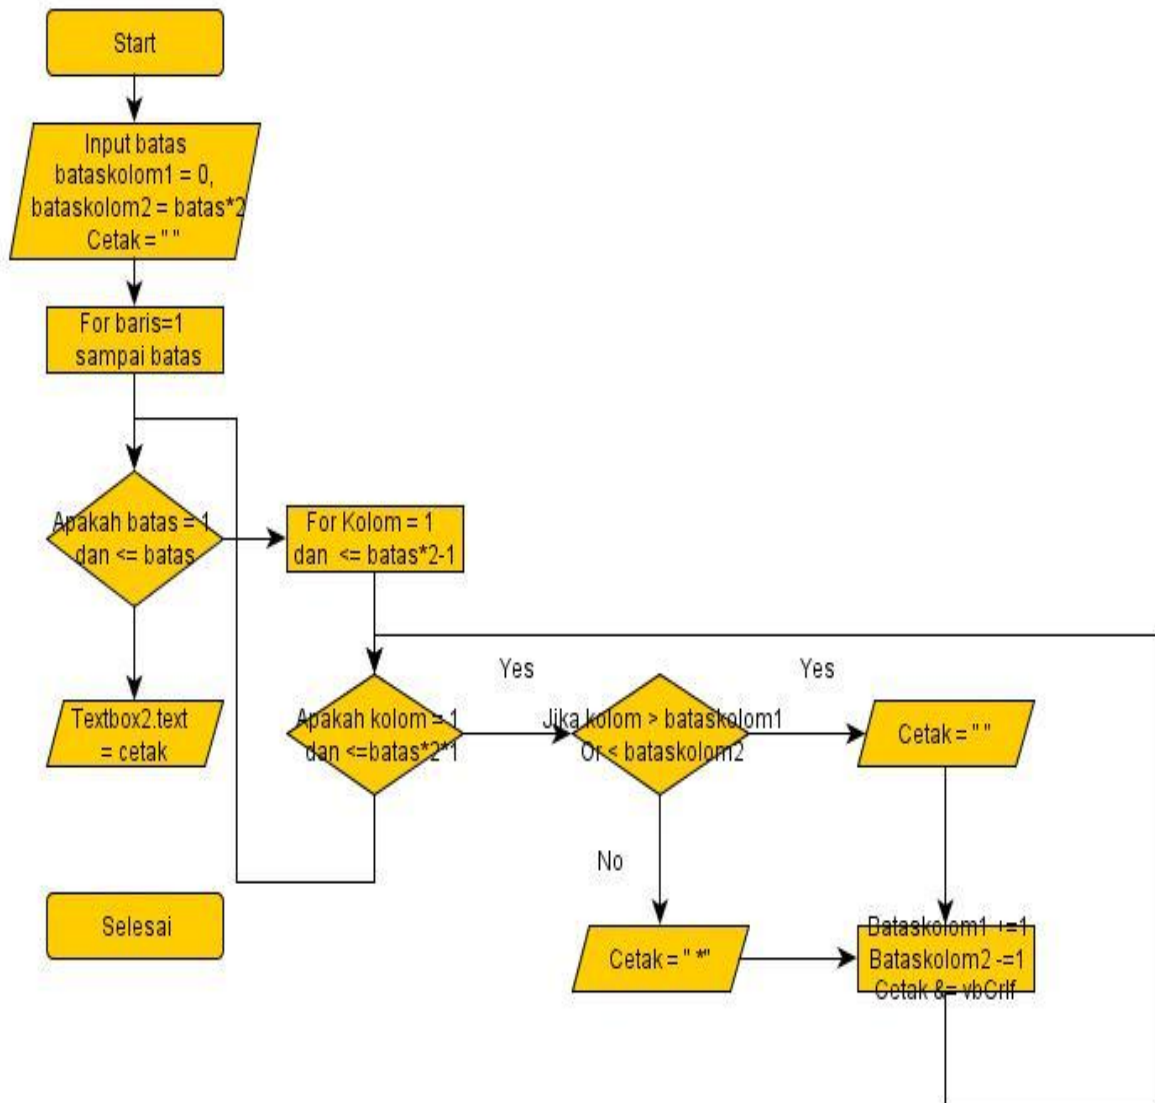 Start
Input batas
bataskolom1 = 0,
bataskolom2 = batas*2
Cetak = " "
For baris=1
sampai batas
Apakah batas = 1
dan <= batas
For Kolom = 1
dan <= batas*2-1
Yes
Yes
Textbox2.text
= cetak
Apakah kolom = 1
dan <=batas*2*1
Jika kolom > bataskolom1
Or < bataskolom2
Cetak = " "
No
Selesai
Cetak = " *"
Bataskolom1 +=1
Bataskolom2 -=1
Cetak &= vbCrlf